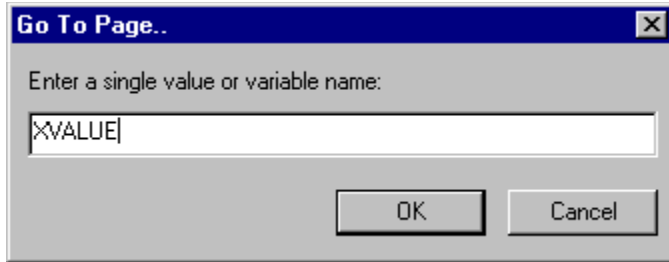 Go To Page..
Enter a single value or variable name:
XVALUE
OK Cancel